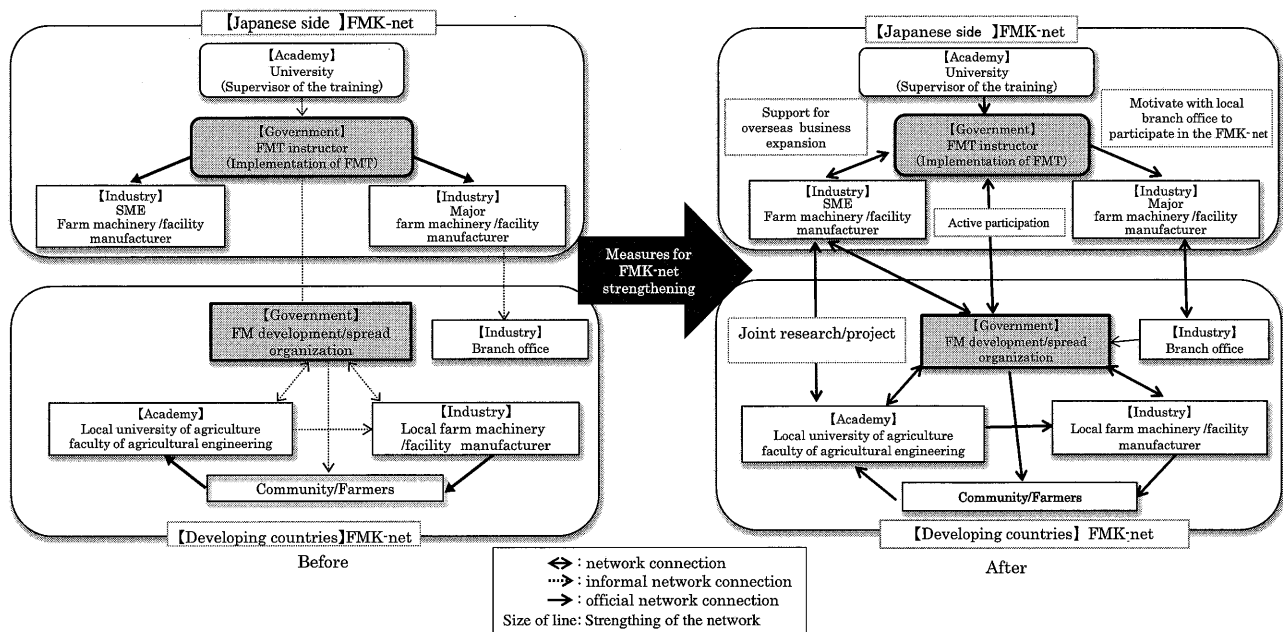 【Japanese side 】FMK-net
【Academy】
University
(Supervisor of the training)
【Government】
FMT instructor
(Implementation of FMT)
【Industry】
SME
Farm machinery /facility
manufacturer
【Industry】
Major
farm machinery /facility
manufacturer
【Government】
FM development/spread
organization
【Industry】
Branch office
【Academy】
Local university of agriculture
faculty of agricultural engineering
【Industry】
Local farm machinery
/facility manufacturer
Community/Farmers
【Developing countries】FMK-net
Before
Measures for
FMK-net
strengthening
【Japanese side 】FMK-net
【Academy】
University
(Supervisor of the training)
Support for
overseas business
expansion
【Government】
FMT instructor
(Implementation of FMT)
Motivate with local
branch office to
participate in the FMK-net
【Industry】
SME
Farm machinery /facility
manufacturer
Active participation
【Industry】
Major
farm machinery /facility
manufacturer
Joint research/project
【Government】
FM development/spread
organization
【Industry】
Branch office
【Academy】
Local university of agriculture
faculty of agricultural engineering
【Industry】
Local farm machinery /facility
manufacturer
Community/Farmers
【Developing countries】 FMK-net
After
: network connection
: informal network connection
: official network connection
Size of line: Strengthing of the network